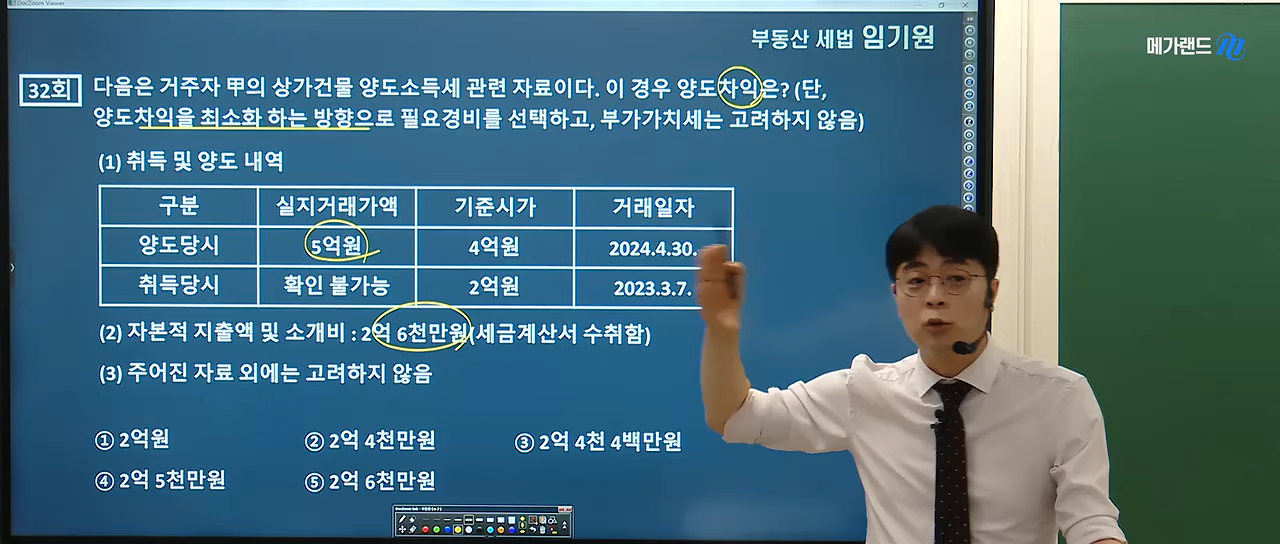 DocZoom Viewer
부동산 세법 임기원
메가랜드
32회
다음은 거주자 甲의 상가건물 양도소득세 관련 자료이다. 이 경우 양도차익은? (단,
양도차익을 최소화 하는 방향으로 필요경비를 선택하고, 부가가치세는 고려하지 않음)
(1) 취득 및 양도 내역
구분 실지거래가액 기준시가 거래일자
양도당시 5억원 4억원 2024.4.30.
취득당시 확인 불가능 2억원 2023.3.7.
(2) 자본적 지출액 및 소개비 : 2억 6천만원(세금계산서 수취함)
(3) 주어진 자료 외에는 고려하지 않음
① 2억원 ② 2억 4천만원 ③ 2억 4천 4백만원
④ 2억 5천만원 ⑤ 2억 6천만원